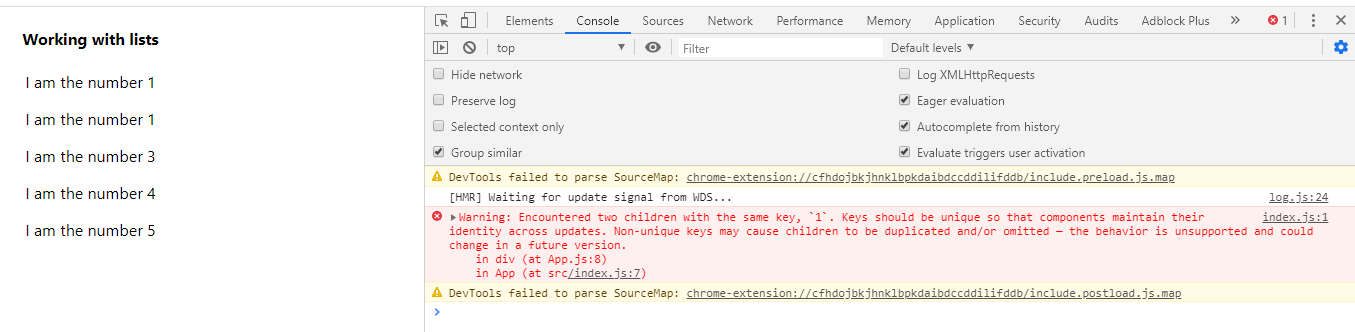 Working with lists
I am the number 1
I am the number 1
I am the number 3
I am the number 4
I am the number 5
Elements Console Sources Network Performance Memory Application Security Audits Adblock Plus » 1
top ▼ Filter Default levels ▼
Hide network Log XMLHttpRequests
Preserve log Eager evaluation
Selected context only Autocomplete from history
Group similar Evaluate triggers user activation
DevTools failed to parse SourceMap: chrome-extension://cfhdojbkjhnklbpkdaibdccddilifddb/include.preload.js.map
[HMR] Waiting for update signal from WDS... log.js:24
▶Warning: Encountered two children with the same key, `1`. Keys should be unique so that components maintain their index.js:1
identity across updates. Non-unique keys may cause children to be duplicated and/or omitted — the behavior is unsupported and could
change in a future version.
in div (at App.js:8)
in App (at src/index.js:7)
DevTools failed to parse SourceMap: chrome-extension://cfhdojbkjhnklbpkdaibdccddilifddb/include.postload.js.map
>